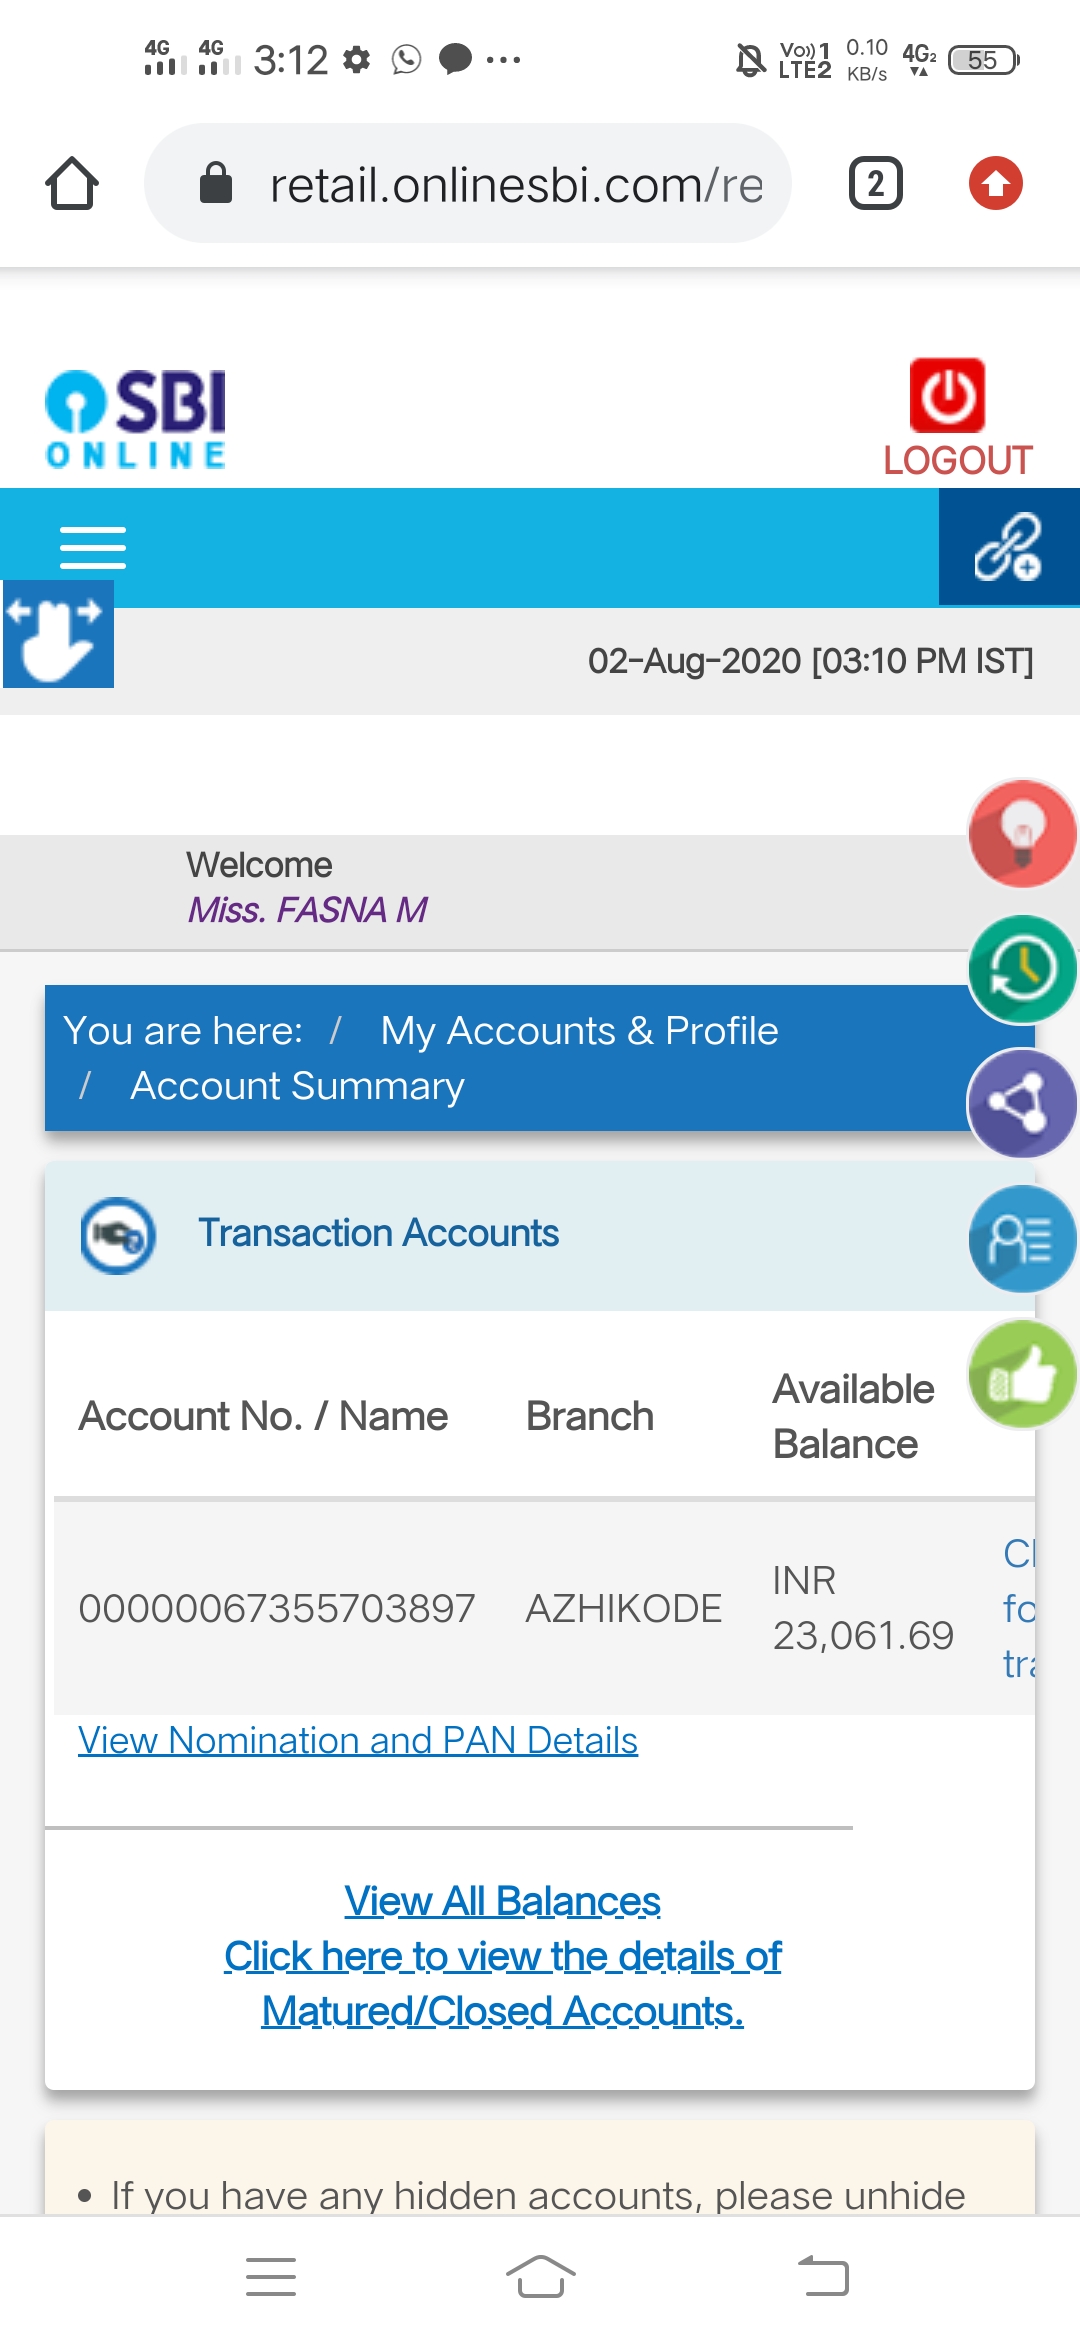 4G 4G 3:12 ... Vo))1 LTE2 0.10 KB/s 4G2 55
retail.onlinesbi.com/re 2
SBI
ONLINE
LOGOUT
02-Aug-2020 [03:10 PM IST]
Welcome
Miss. FASNA M
You are here: / My Accounts & Profile
/ Account Summary
Transaction Accounts
Account No. / Name Branch Available Balance
00000067355703897 AZHIKODE INR 23,061.69
View Nomination and PAN Details
View All Balances
Click here to view the details of
Matured/Closed Accounts.
• If you have any hidden accounts, please unhide